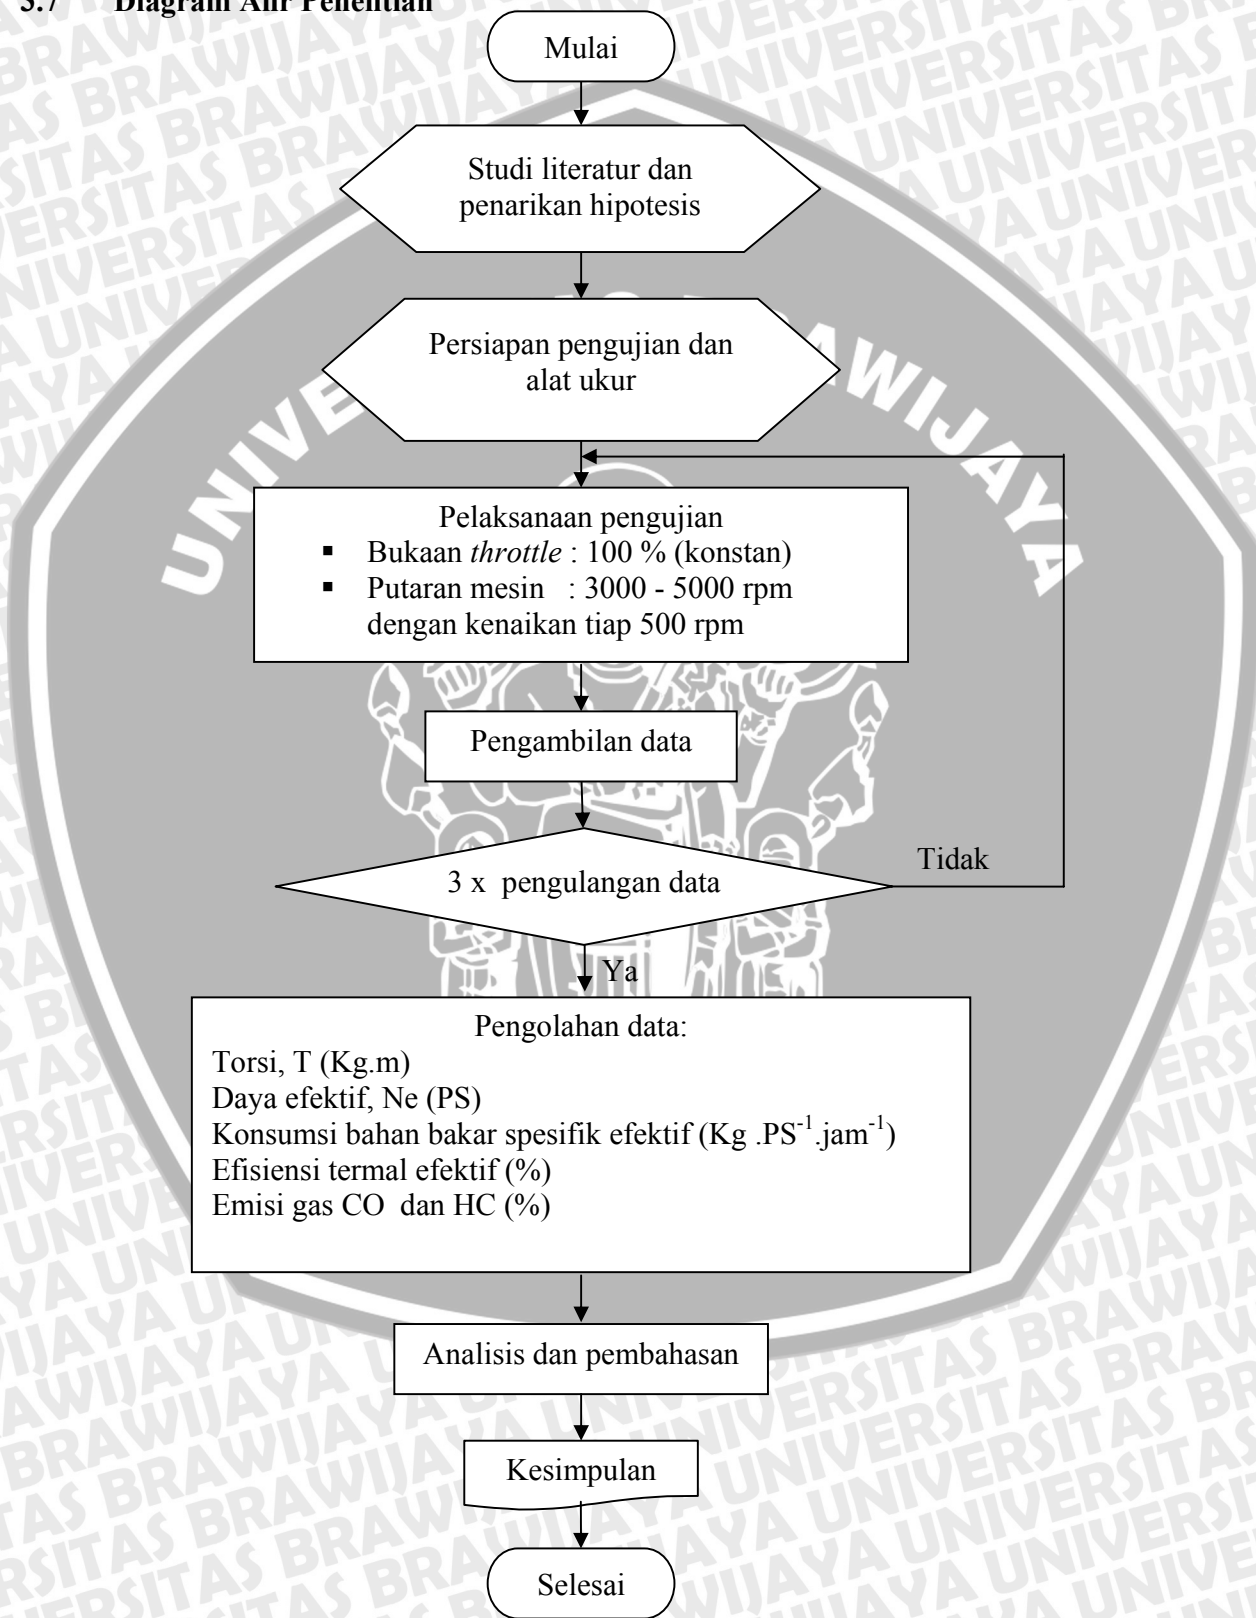 3.7 Diagram Alir Penelitian
Mulai
Studi literatur dan
penarikan hipotesis
Persiapan pengujian dan
alat ukur
Pelaksanaan pengujian
▪ Bukaan throttle : 100 % (konstan)
▪ Putaran mesin : 3000 - 5000 rpm
dengan kenaikan tiap 500 rpm
Pengambilan data
3 x pengulangan data
Tidak
Ya
Pengolahan data:
Torsi, T (Kg.m)
Daya efektif, Ne (PS)
Konsumsi bahan bakar spesifik efektif (Kg .PS⁻¹.jam⁻¹)
Efisiensi termal efektif (%)
Emisi gas CO dan HC (%)
Analisis dan pembahasan
Kesimpulan
Selesai